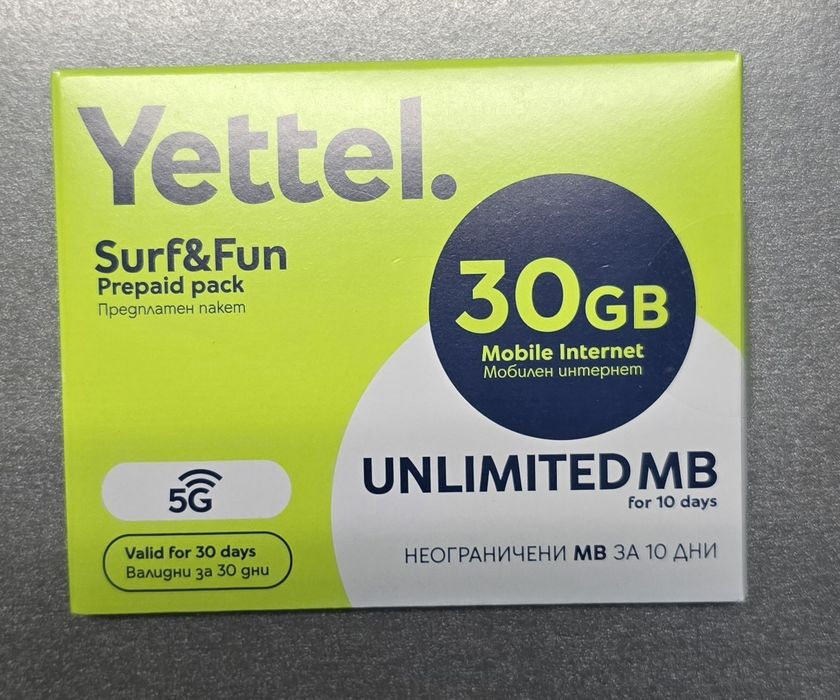 Yettel.
Surf&Fun
Prepaid pack
Предплатен пакет
30GB
Mobile Internet
Мобилен интернет
UNLIMITED MB
for 10 days
НЕОГРАНИЧЕНИ MB ЗА 10 ДНИ
5G
Valid for 30 days
Валидни за 30 дни